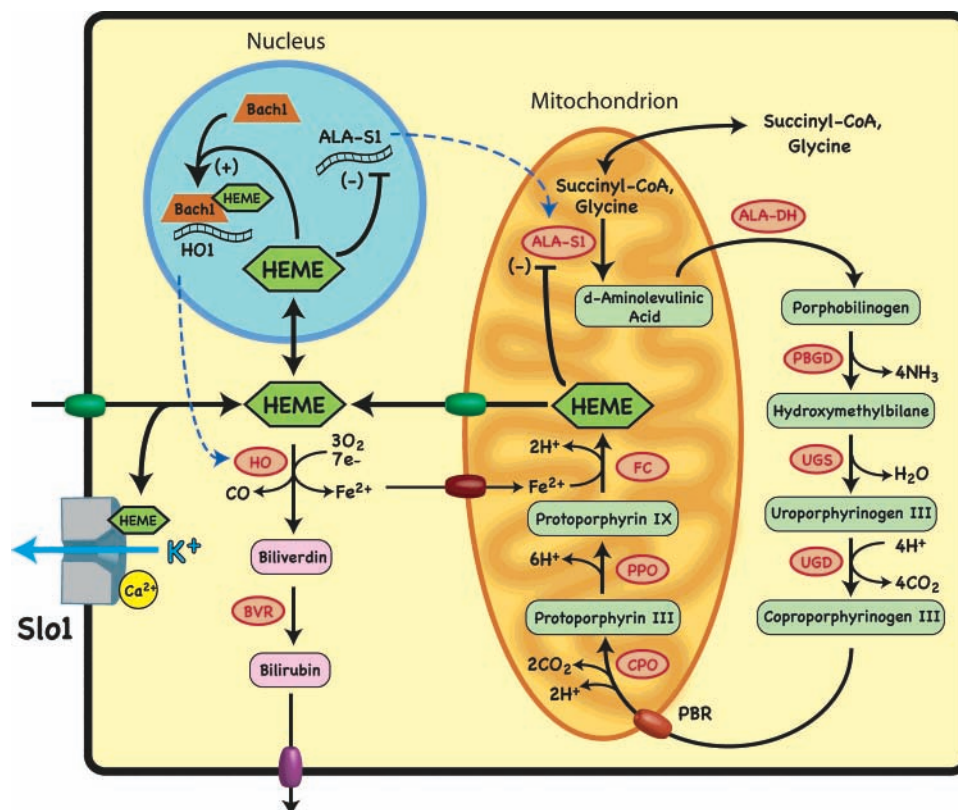 Nucleus
Bach1
ALA-S1
(+)
(-)
Bach1
HEME
HO1
HEME
Mitochondrion
Succinyl-CoA,
Glycine
Succinyl-CoA,
Glycine
ALA-S1
(-)
ALA-DH
d-Aminolevulinic
Acid
Porphobilinogen
PBGD
4NH₃
Hydroxymethylbilane
UGS
H₂O
Uroporphyrinogen III
UGD
4H⁺
4CO₂
Coproporphyrinogen III
HEME
HEME
2H⁺
FC
Fe²⁺
Protoporphyrin IX
6H⁺
PPO
Protoporphyrin III
2CO₂
CPO
2H⁺
PBR
HO
3O₂
7e-
CO
Fe²⁺
Biliverdin
BVR
Bilirubin
HEME
K⁺
Ca²⁺
Slo1